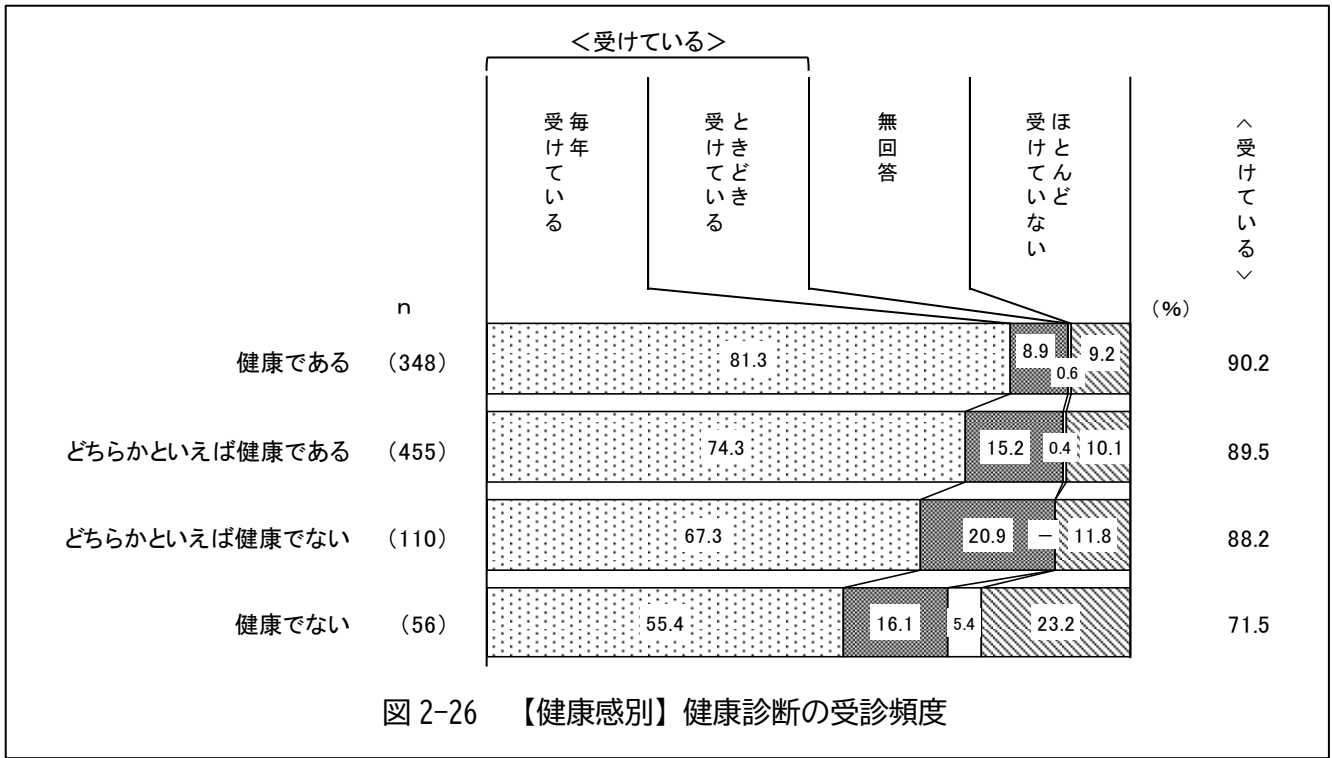 ＜受けている＞
毎年
受けている
ときどき
受けている
無回答
ほとんど
受けていない
＜受けている＞
n
(%)
健康である (348) 81.3 8.9 0.6 9.2 90.2
どちらかといえば健康である (455) 74.3 15.2 0.4 10.1 89.5
どちらかといえば健康でない (110) 67.3 20.9 － 11.8 88.2
健康でない (56) 55.4 16.1 5.4 23.2 71.5
図 2-26 【健康感別】健康診断の受診頻度